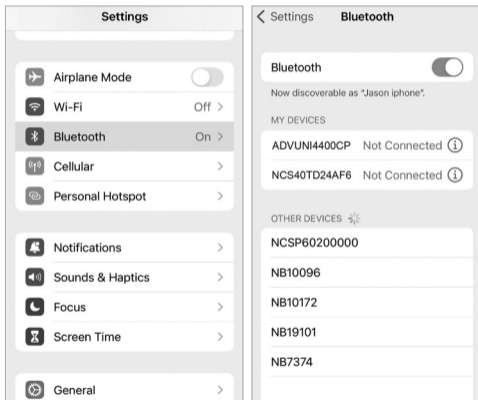 Settings
Airplane Mode
Wi-Fi Off
Bluetooth On
Cellular
Personal Hotspot
Notifications
Sounds & Haptics
Focus
Screen Time
General
Settings Bluetooth
Bluetooth
Now discoverable as "Jason iphone".
MY DEVICES
ADVUNI4400CP Not Connected
NCS40TD24AF6 Not Connected
OTHER DEVICES
NCSP60200000
NB10096
NB10172
NB19101
NB7374